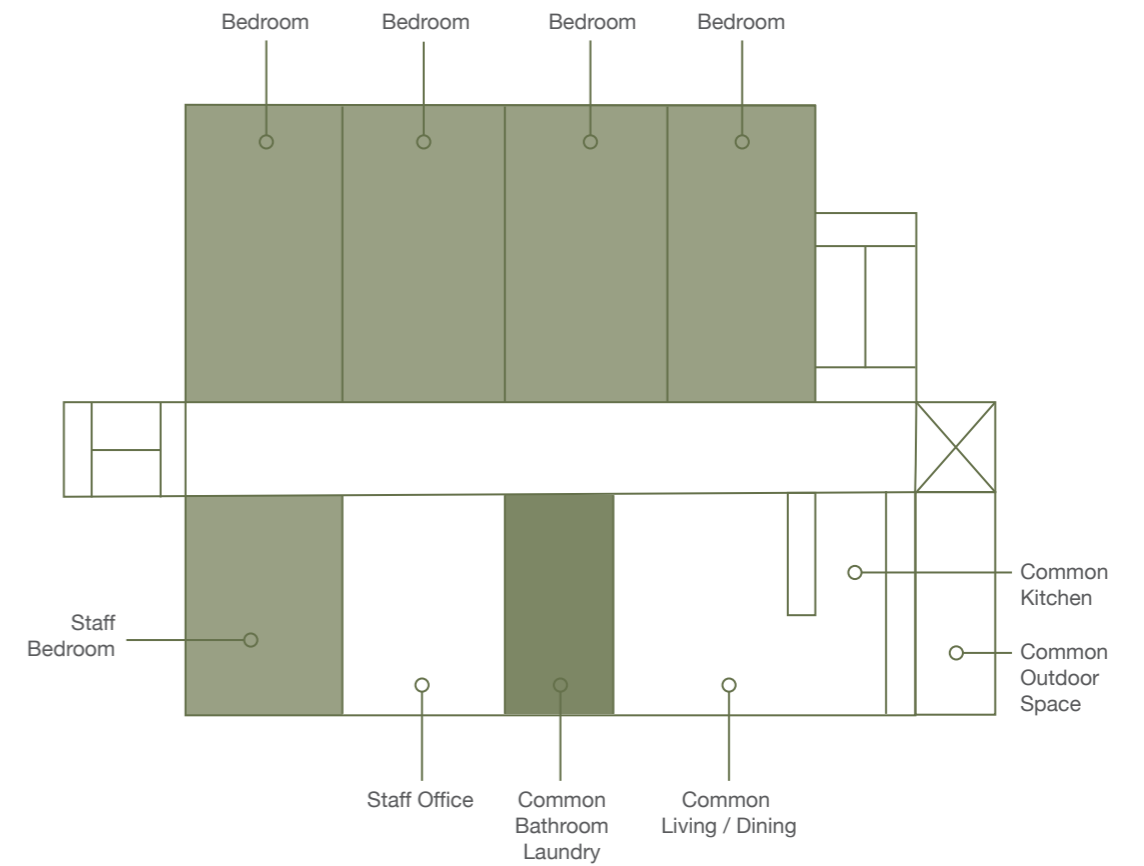 Bedroom
Bedroom
Bedroom
Bedroom
Common
Kitchen
Staff
Bedroom
Common
Outdoor
Space
Staff Office
Common
Bathroom
Laundry
Common
Living / Dining